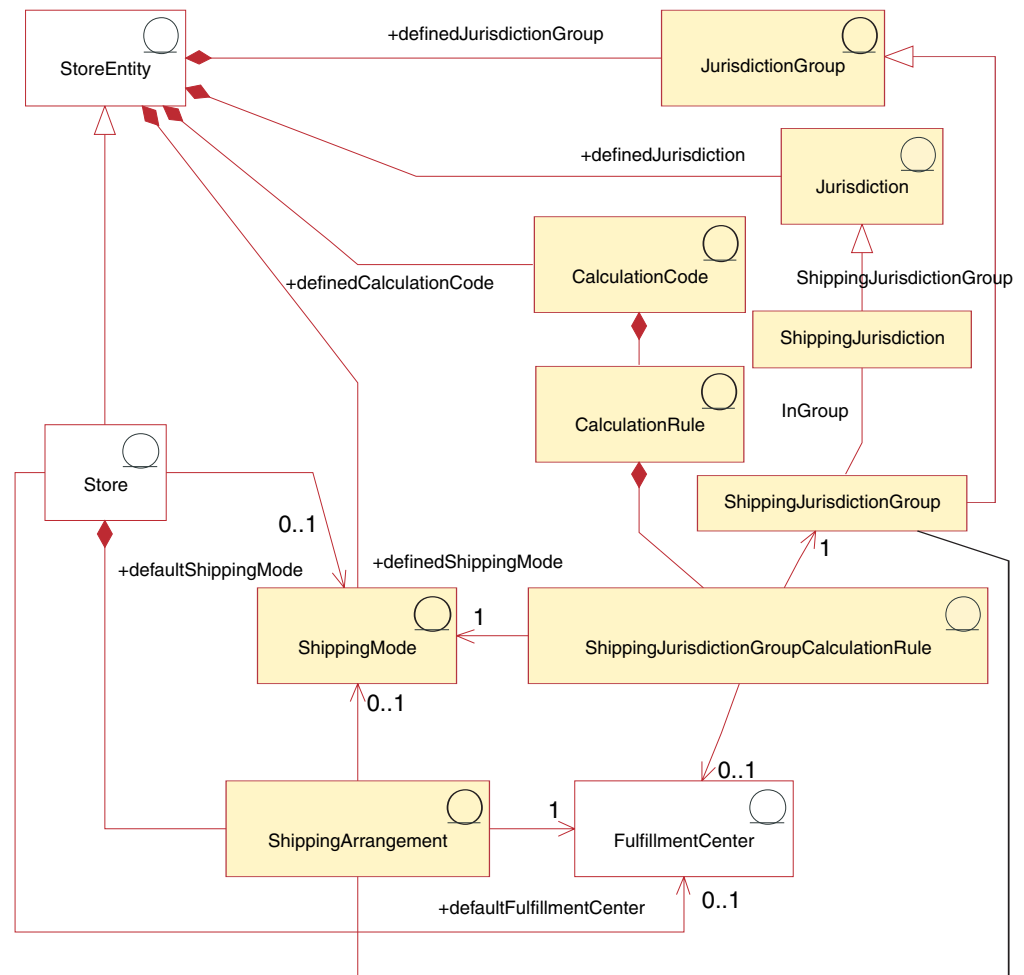 +definedJurisdictionGroup
StoreEntity
JurisdictionGroup
+definedJurisdiction
Jurisdiction
CalculationCode
+definedCalculationCode
ShippingJurisdictionGroup
ShippingJurisdiction
InGroup
CalculationRule
Store
ShippingJurisdictionGroup
0..1
1
+defaultShippingMode
+definedShippingMode
1
ShippingMode
ShippingJurisdictionGroupCalculationRule
0..1
0..1
1
ShippingArrangement
FulfillmentCenter
+defaultFulfillmentCenter
0..1